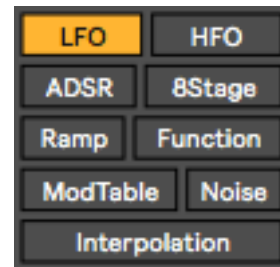 LFO HFO
ADSR 8Stage
Ramp Function
ModTable Noise
Interpolation